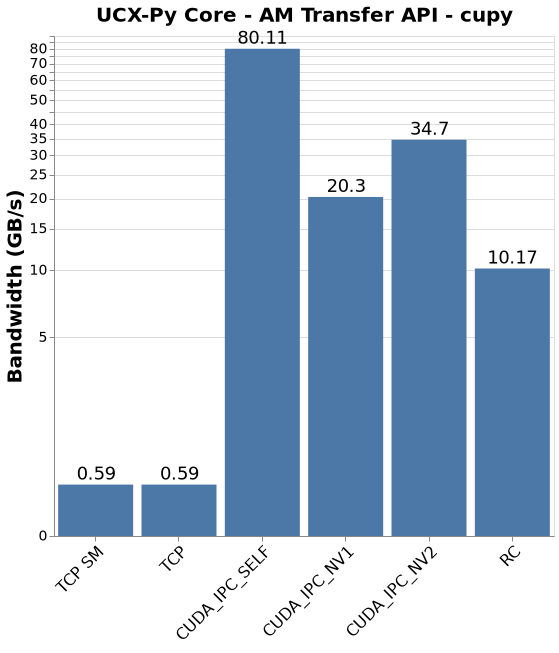 UCX-Py Core - AM Transfer API - cupy
Bandwidth (GB/s)
80
70
60
50
40
35
30
25
20
15
10
5
0
0.59
0.59
80.11
20.3
34.7
10.17
TCP SM
TCP
CUDA_IPC_SELF
CUDA_IPC_NV1
CUDA_IPC_NV2
RC